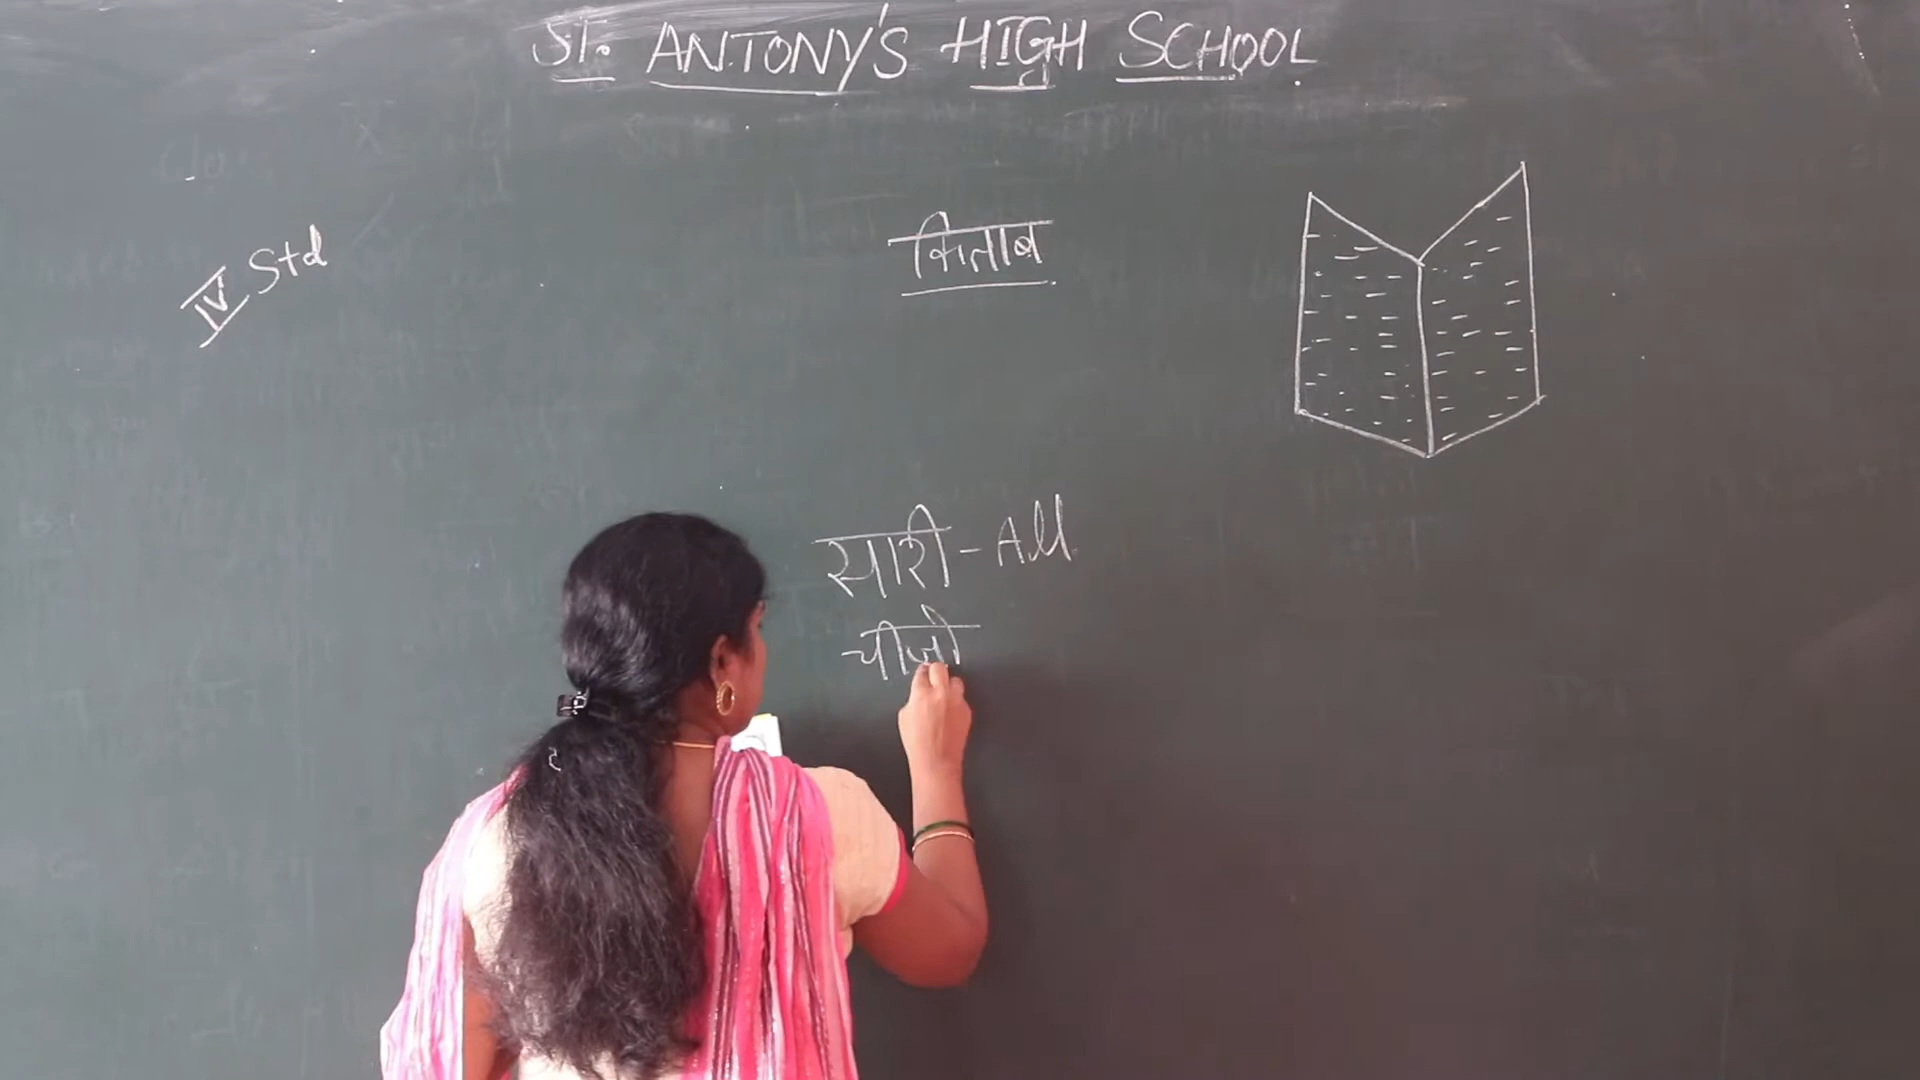 ST. ANTONY'S HIGH SCHOOL
IV Std
किताब
सारी - All
चीजो